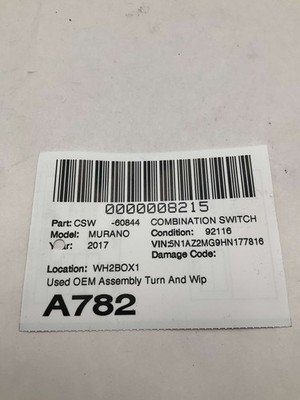 0000008215
Part: CSW -60844 COMBINATION SWITCH
Model: MURANO Condition: 92116
Year: 2017 VIN:5N1AZ2MG9HN177816
Damage Code:
Location: WH2BOX1
Used OEM Assembly Turn And Wip
A782